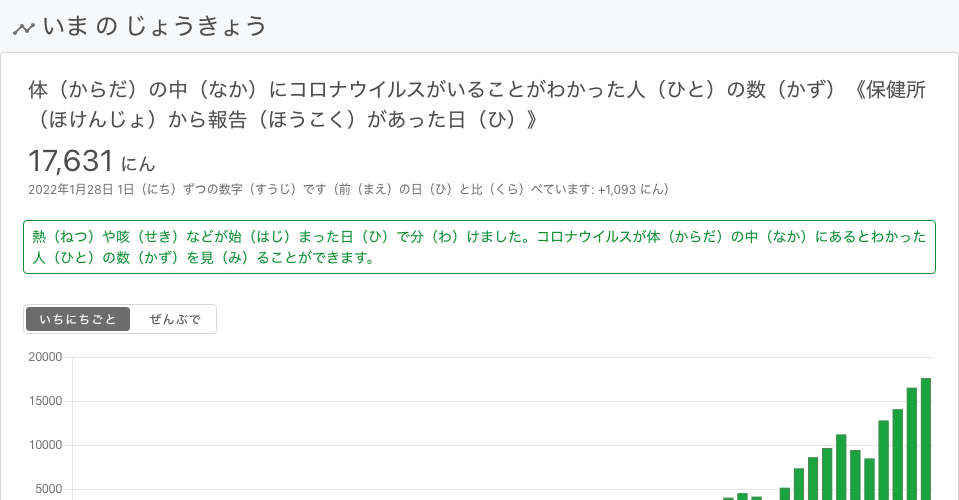 いま の じょうきょう
体（からだ）の中（なか）にコロナウイルスがいることがわかった人（ひと）の数（かず）《保健所
（ほけんじょ）から報告（ほうこく）があった日（ひ）》
17,631 にん
2022年1月28日 1日（にち）ずつの数字（すうじ）です（前（まえ）の日（ひ）と比（くら）べています: +1,093 にん）
熱（ねつ）や咳（せき）などが始（はじ）まった日（ひ）で分（わ）けました。コロナウイルスが体（からだ）の中（なか）にあるとわかった
人（ひと）の数（かず）を見（み）ることができます。
いちにちごと ぜんぶで
20000
15000
10000
5000